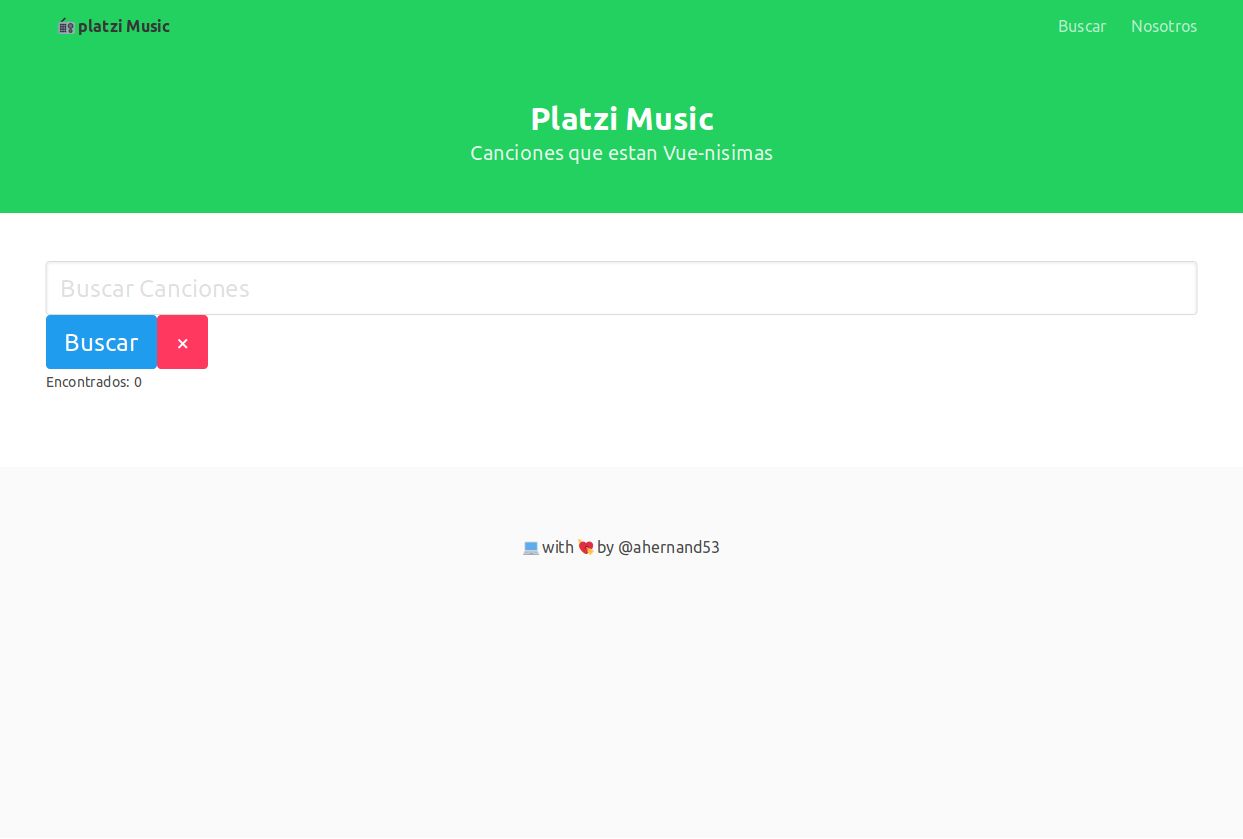 platzi Music
Buscar
Nosotros
Platzi Music
Canciones que estan Vue-nisimas
Buscar Canciones
Buscar ×
Encontrados: 0
💻 with 💘 by @ahernand53